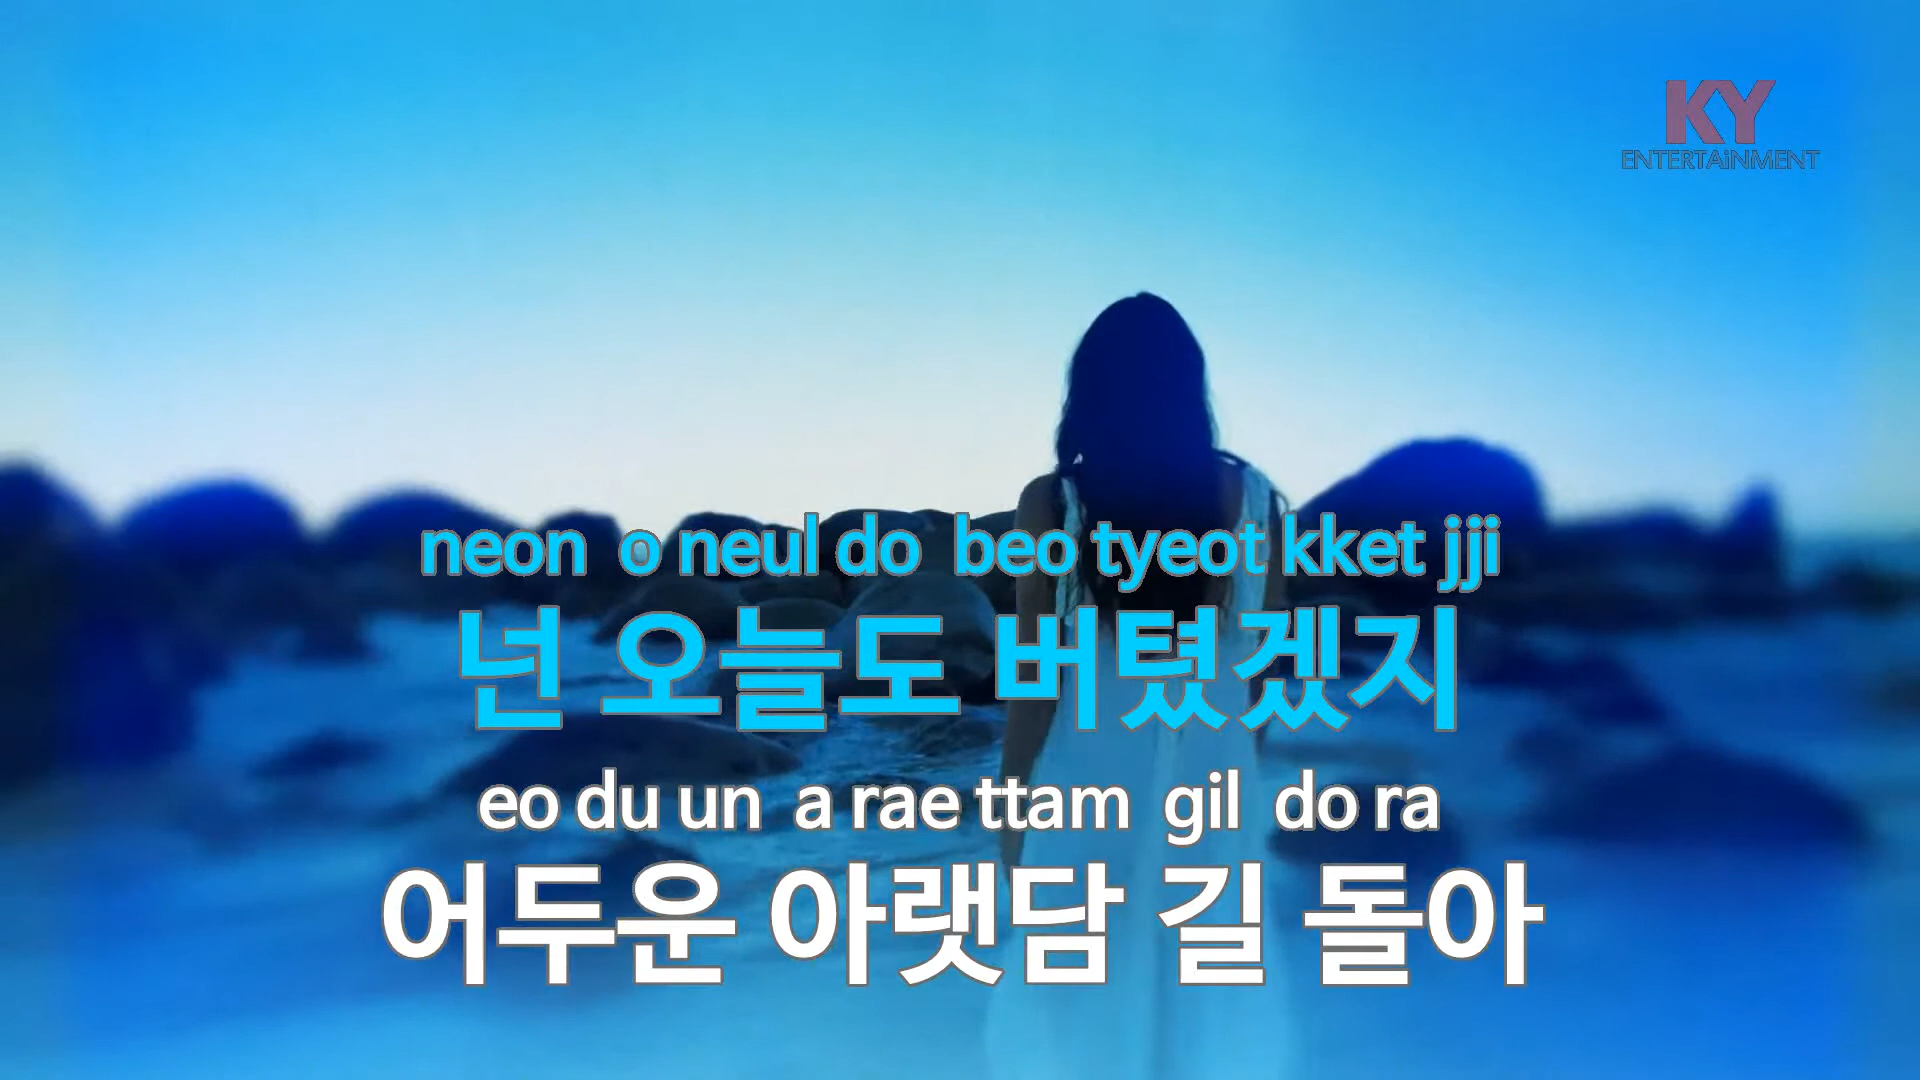 KY
ENTERTAiNMENT
neon o neul do beo tyeot kket jji
넌 오늘도 버텼겠지
eo du un a rae ttam gil do ra
어두운 아랫담 길 돌아